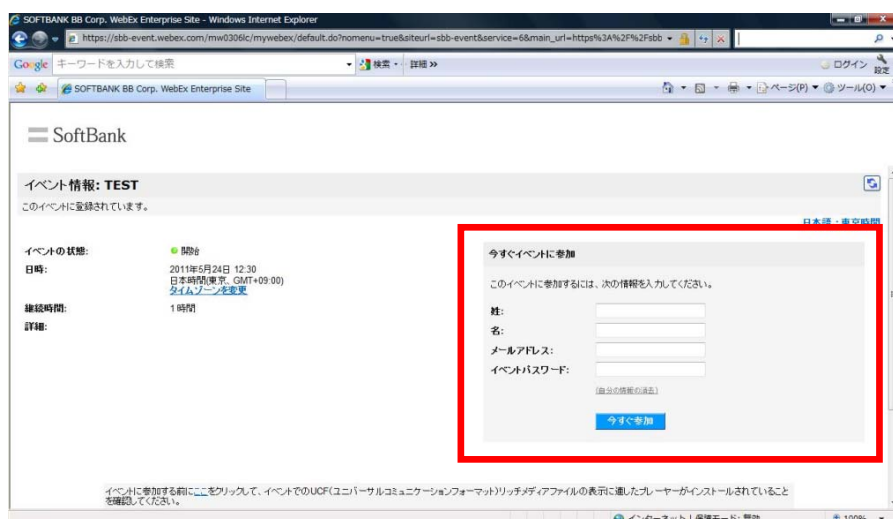 SOFTBANK BB Corp. WebEx Enterprise Site - Windows Internet Explorer
https://sbb-event.webex.com/mw0306lc/mywebex/default.do?nomenu=true&siteurl=sbb-event&service=6&main_url=https%3A%2F%2Fsbb
Google キーワードを入力して検索 検索 詳細 » ログイン 設定
SOFTBANK BB Corp. WebEx Enterprise Site ページ(P) ツール(O)
SoftBank
イベント情報: TEST
このイベントに登録されています。
日本語 : 東京時間
イベントの状態: 開始
日時: 2011年5月24日 12:30
日本時間(東京、GMT+09:00)
タイムゾーンを変更
継続時間: 1 時間
詳細:
今すぐイベントに参加
このイベントに参加するには、次の情報を入力してください。
姓:
名:
メールアドレス:
イベントパスワード:
(自分の情報の消去)
今すぐ参加
イベントに参加する前にここをクリックして、イベントでのUCF(ユニバーサルコミュニケーションフォーマット)リッチメディアファイルの表示に適したプレーヤーがインストールされていること
を確認してください。
インターネット | 保護モード: 無効 100%